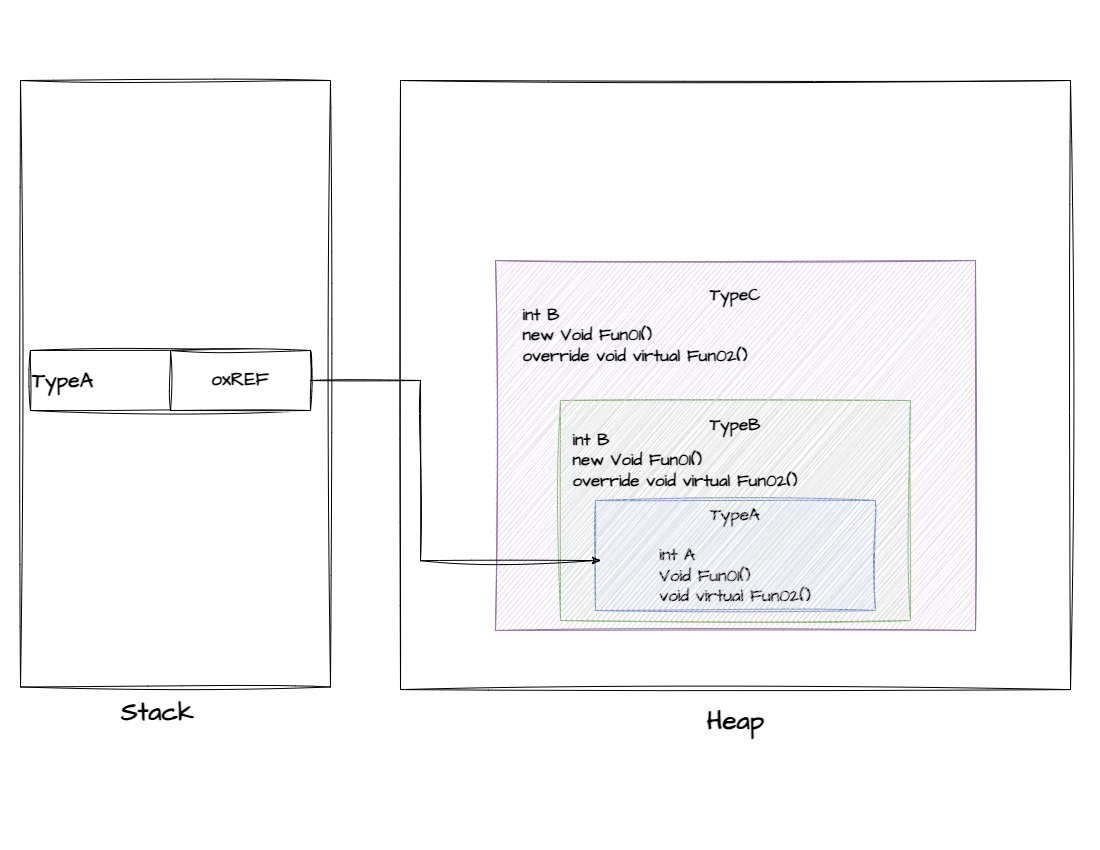 TypeA
0xREF
TypeC
int B
new Void Fun01()
override void virtual Fun02()
TypeB
int B
new Void Fun01()
override void virtual Fun02()
TypeA
int A
Void Fun01()
void virtual Fun02()
Stack
Heap